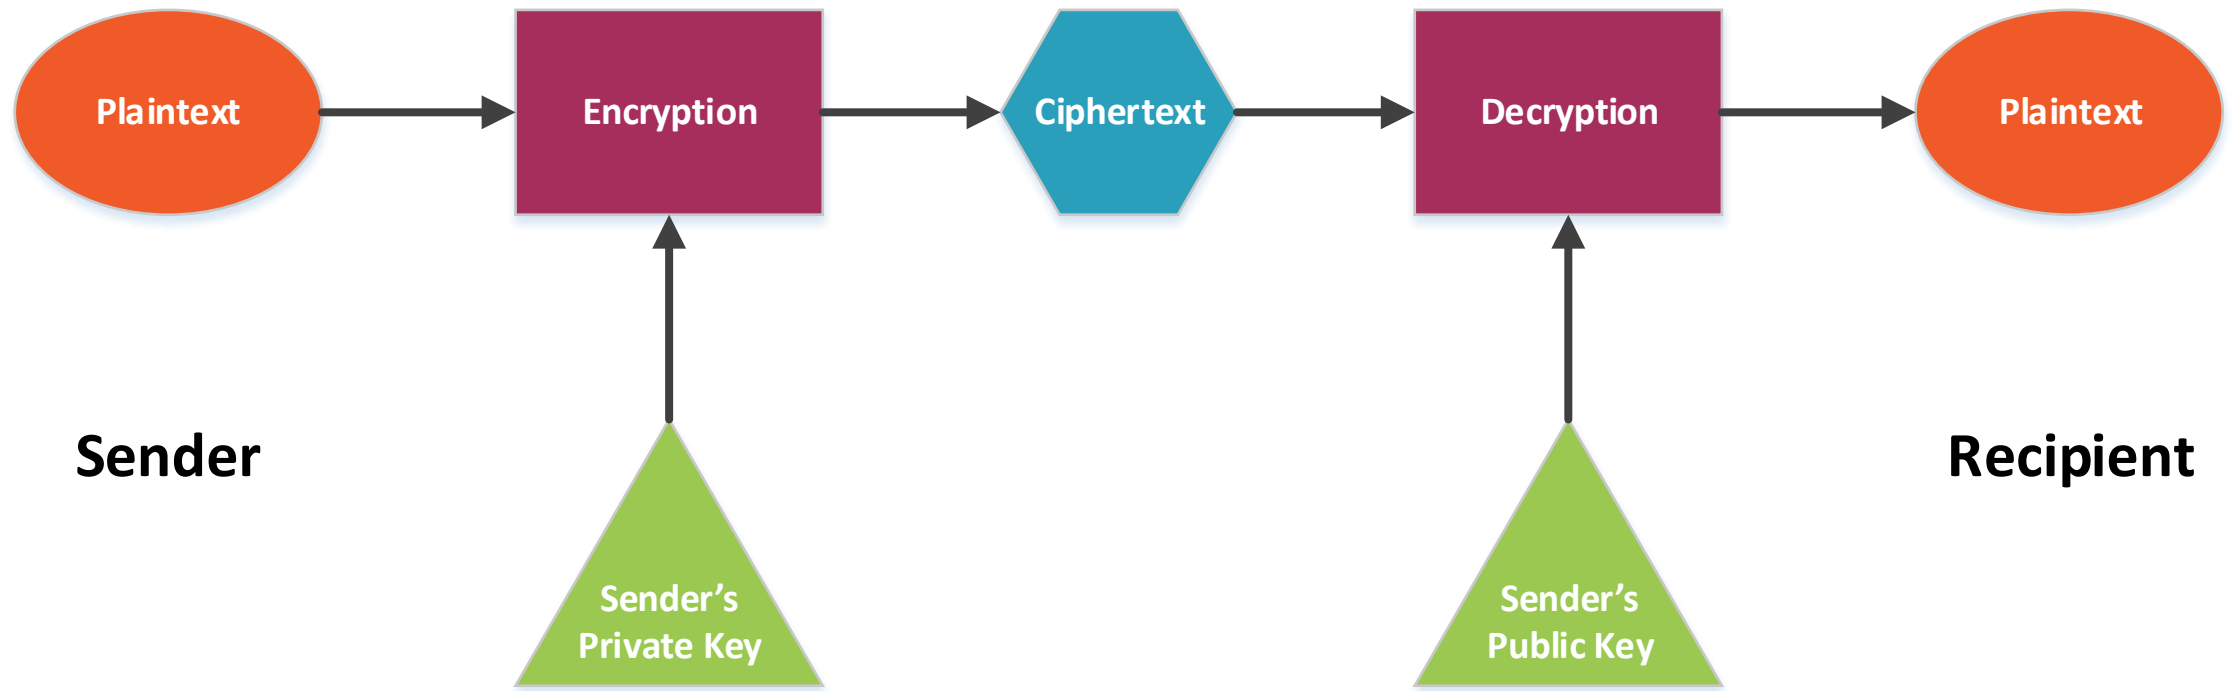 Plaintext
Encryption
Ciphertext
Decryption
Plaintext
Sender
Recipient
Sender’s
Private Key
Sender’s
Public Key